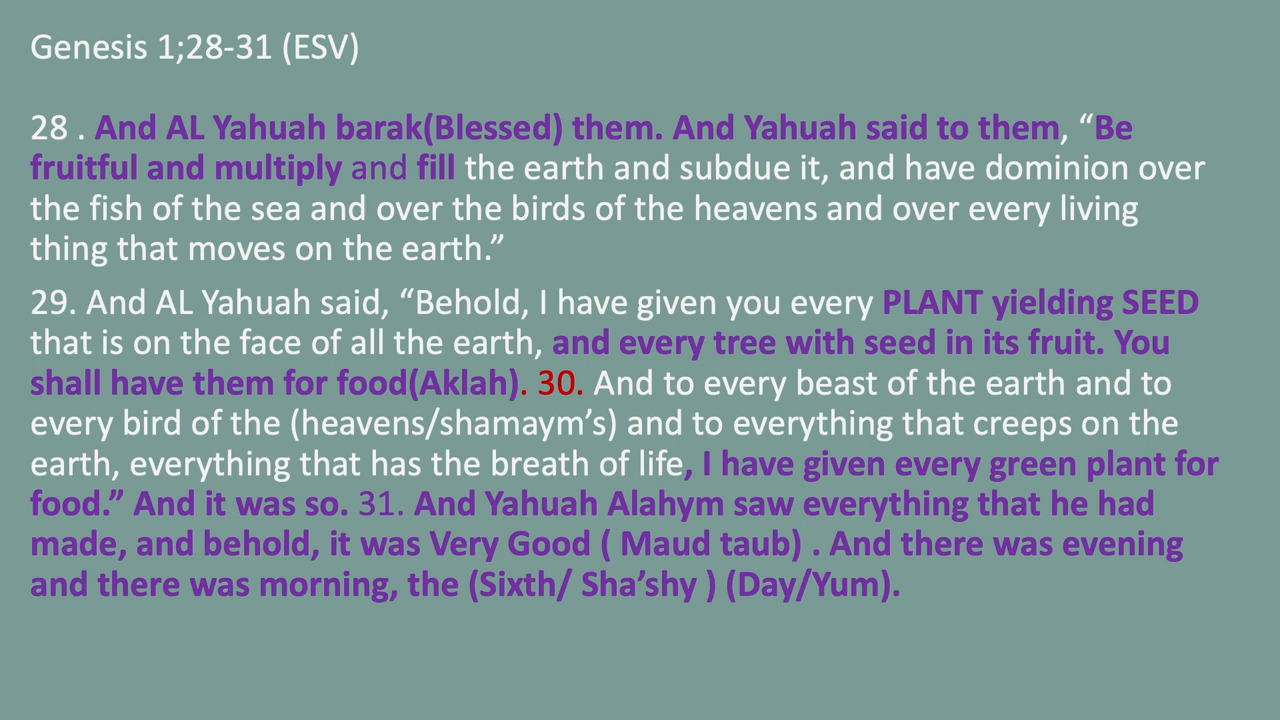 Genesis 1;28-31 (ESV)
28 . And AL Yahuah barak(Blessed) them. And Yahuah said to them, “Be
fruitful and multiply and fill the earth and subdue it, and have dominion over
the fish of the sea and over the birds of the heavens and over every living
thing that moves on the earth.”
29. And AL Yahuah said, “Behold, I have given you every PLANT yielding SEED
that is on the face of all the earth, and every tree with seed in its fruit. You
shall have them for food(Aklah). 30. And to every beast of the earth and to
every bird of the (heavens/shamaym’s) and to everything that creeps on the
earth, everything that has the breath of life, I have given every green plant for
food.” And it was so. 31. And Yahuah Alahym saw everything that he had
made, and behold, it was Very Good ( Maud taub) . And there was evening
and there was morning, the (Sixth/ Sha’shy ) (Day/Yum).